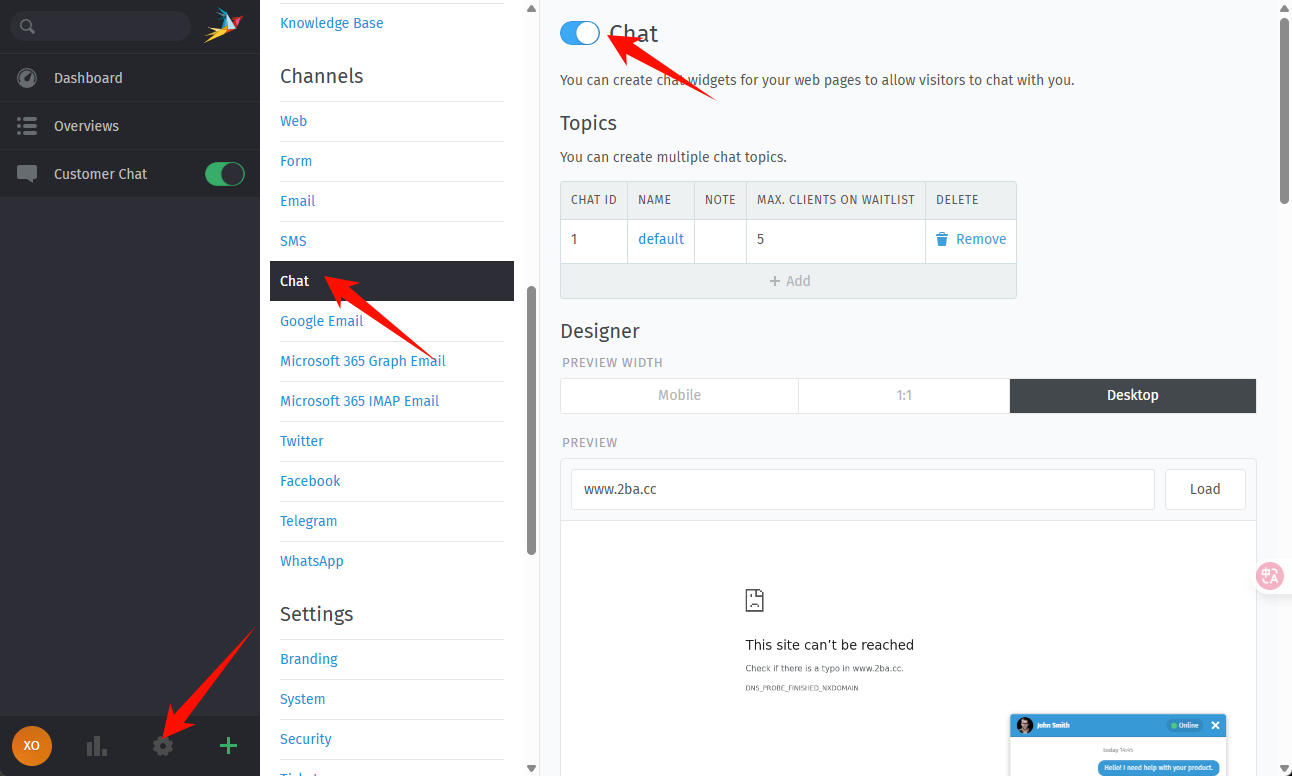 Dashboard
Overviews
Customer Chat
XO
Knowledge Base
Channels
Web
Form
Email
SMS
Chat
Google Email
Microsoft 365 Graph Email
Microsoft 365 IMAP Email
Twitter
Facebook
Telegram
WhatsApp
Settings
Branding
System
Security
Chat
You can create chat widgets for your web pages to allow visitors to chat with you.
Topics
You can create multiple chat topics.
CHAT ID NAME NOTE MAX. CLIENTS ON WAITLIST DELETE
1 default 5 Remove
+ Add
Designer
PREVIEW WIDTH
Mobile 1:1 Desktop
PREVIEW
www.2ba.cc Load
This site can’t be reached
Check if there is a typo in www.2ba.cc.
DNS_PROBE_FINISHED_NXDOMAIN
John Smith Online
today 14:45
Hello! I need help with your product.
中A